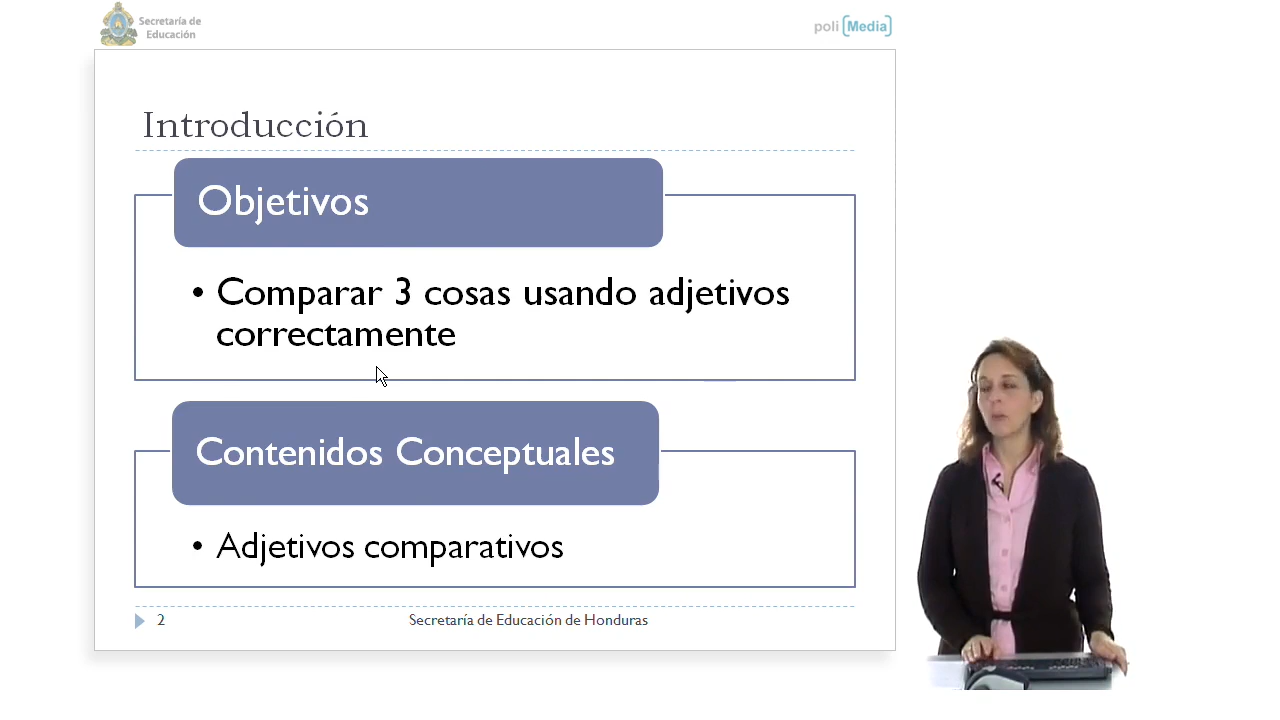 Secretaría de
Educación
poli [Media]
Introducción
Objetivos
• Comparar 3 cosas usando adjetivos
correctamente
Contenidos Conceptuales
• Adjetivos comparativos
2
Secretaría de Educación de Honduras